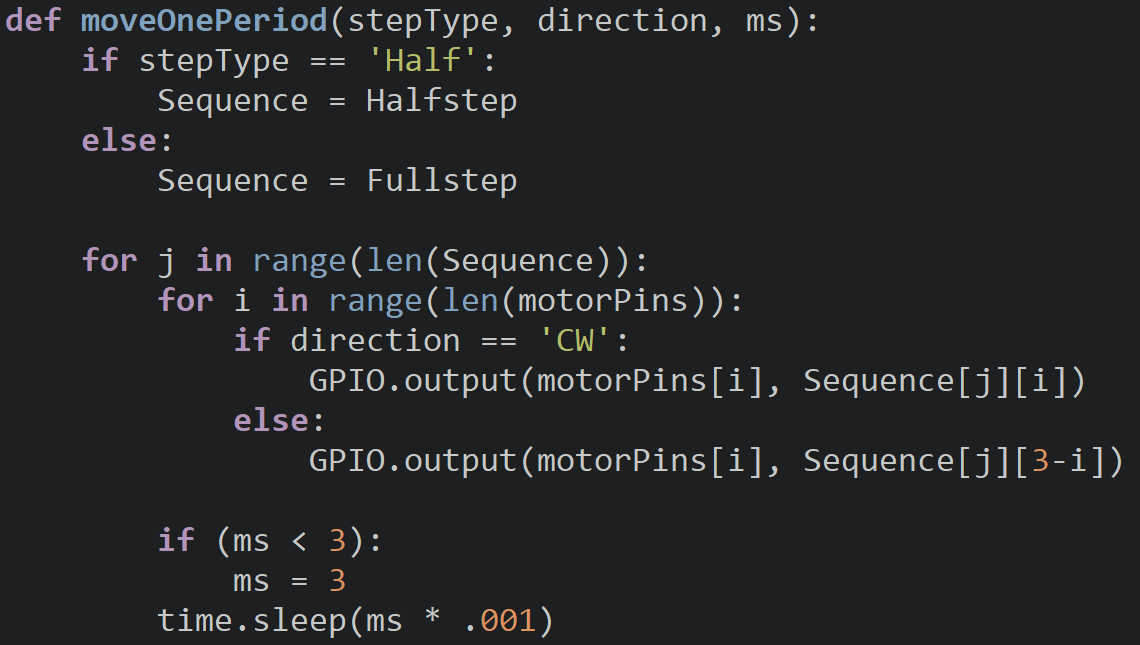 def moveOnePeriod(stepType, direction, ms):
    if stepType == 'Half':
        Sequence = Halfstep
    else:
        Sequence = Fullstep

    for j in range(len(Sequence)):
        for i in range(len(motorPins)):
            if direction == 'CW':
                GPIO.output(motorPins[i], Sequence[j][i])
            else:
                GPIO.output(motorPins[i], Sequence[j][3-i])

        if (ms < 3):
            ms = 3
        time.sleep(ms * .001)